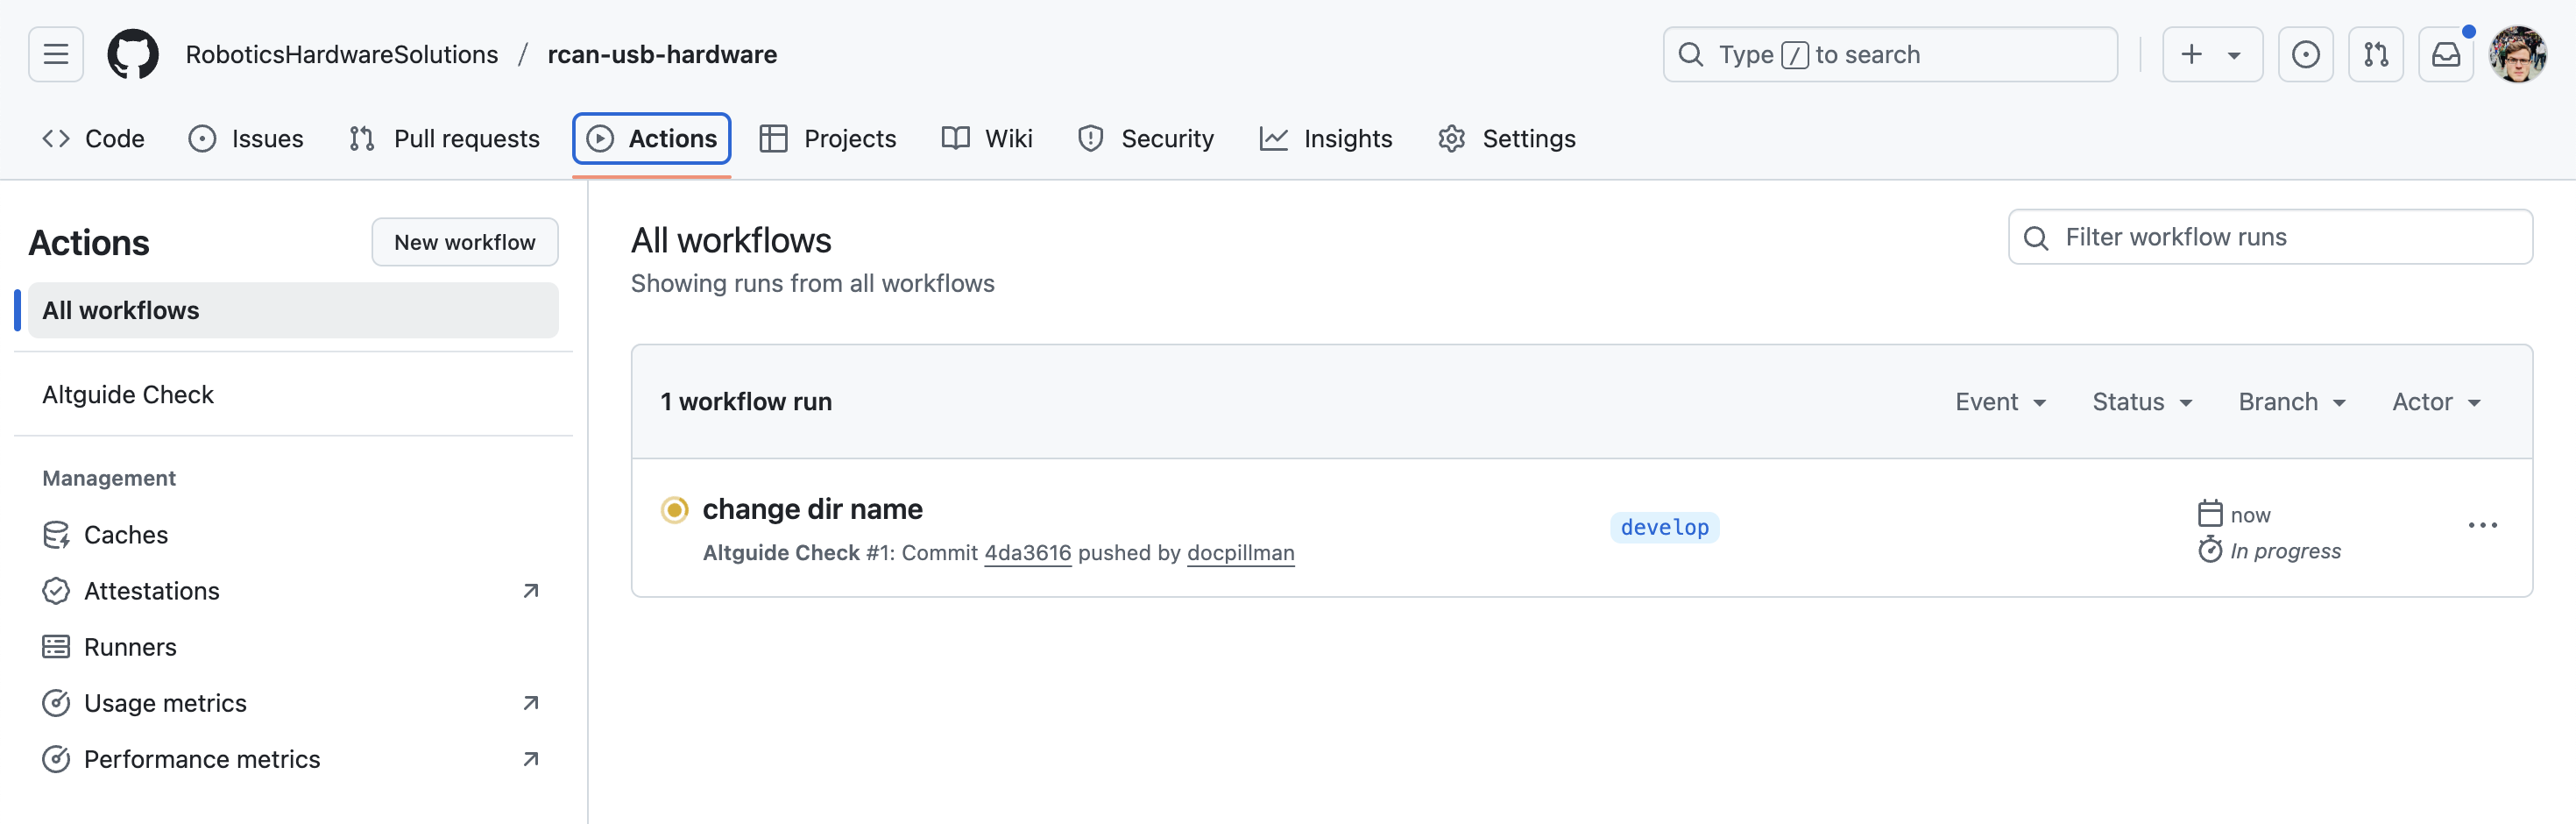 RoboticsHardwareSolutions / rcan-usb-hardware
Type / to search
Code Issues Pull requests Actions Projects Wiki Security Insights Settings
Actions
New workflow
All workflows
Altguide Check
Management
Caches
Attestations
Runners
Usage metrics
Performance metrics
All workflows
Showing runs from all workflows
Filter workflow runs
1 workflow run
Event Status Branch Actor
change dir name
Altguide Check #1: Commit 4da3616 pushed by docpillman
develop
now
In progress